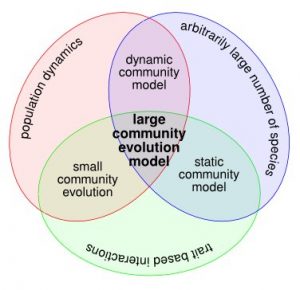 population dynamics
arbitrarily large number of species
dynamic
community
model
large
community
evolution
model
small
community
evolution
static
community
model
trait based interactions